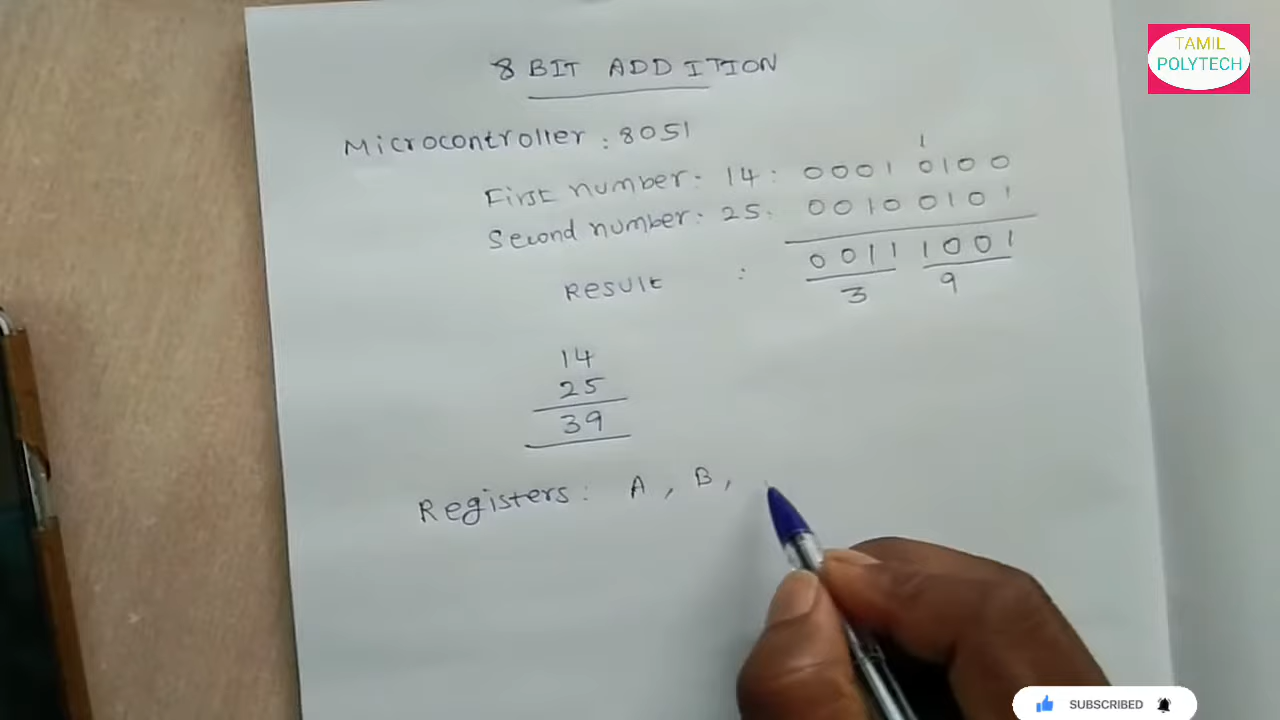 TAMIL
POLYTECH
8 BIT ADDITION
Microcontroller : 8051
1
First number : 14 : 0001 0100
Second number : 25 : 0010 0101
Result : 0011 1001
3 9
14
25
39
Registers : A , B ,
SUBSCRIBED